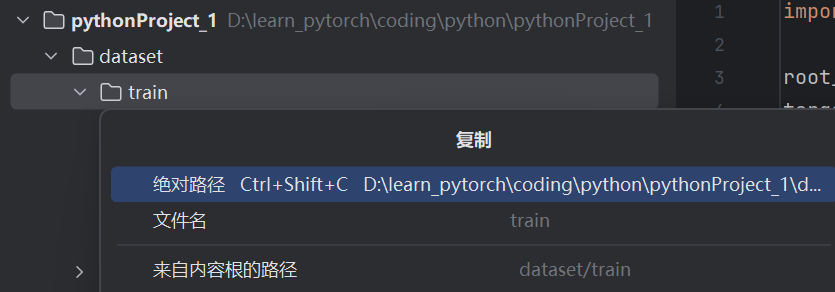 pythonProject_1 D:\learn_pytorch\coding\python\pythonProject_1
dataset
train
1 impor
2
3 root_
复制
绝对路径 Ctrl+Shift+C D:\learn_pytorch\coding\python\pythonProject_1\d...
文件名 train
来自内容根的路径 dataset/train